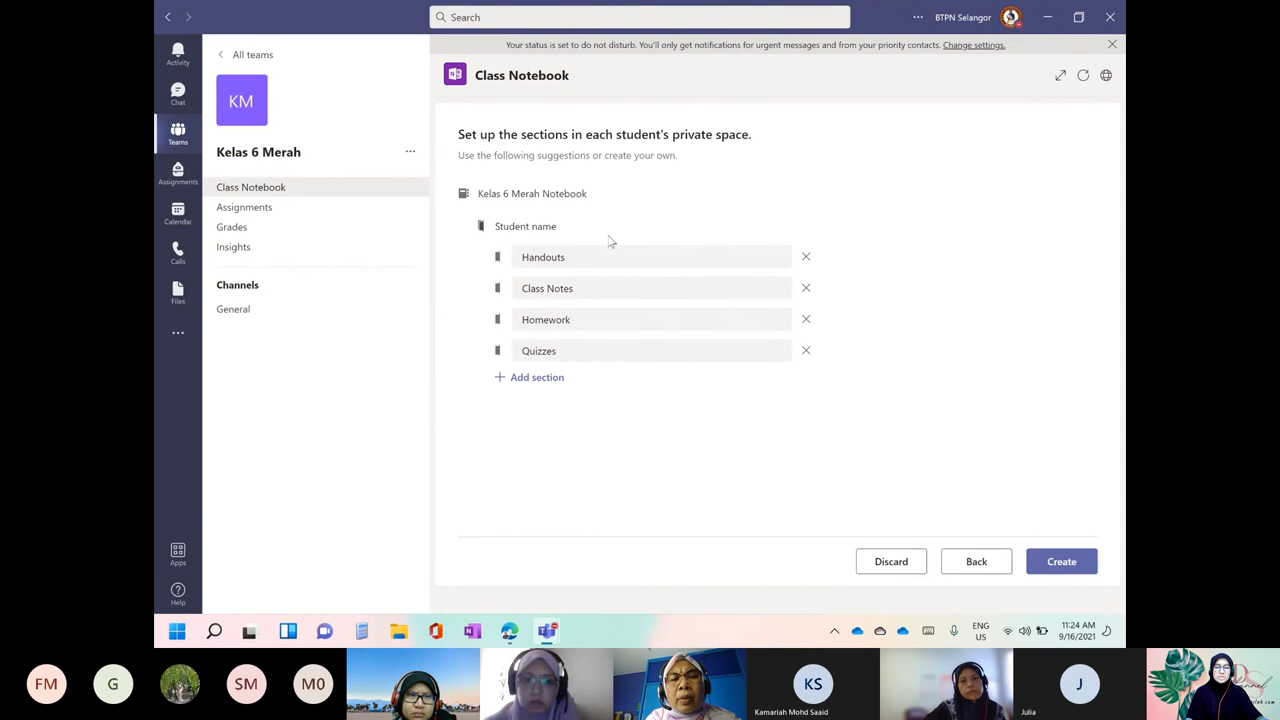 Search
BTPN Selangor
Your status is set to do not disturb. You'll only get notifications for urgent messages and from your priority contacts. Change settings.
Activity
Chat
Teams
Assignments
Calendar
Calls
Files
Apps
Help
All teams
KM
Kelas 6 Merah
Class Notebook
Assignments
Grades
Insights
Channels
General
Class Notebook
Set up the sections in each student's private space.
Use the following suggestions or create your own.
Kelas 6 Merah Notebook
Student name
Handouts
Class Notes
Homework
Quizzes
Add section
Discard
Back
Create
ENG
US
11:24 AM
9/16/2021
FM
G
SM
M0
KS
Kamariah Mohd Saaid
J
Julia